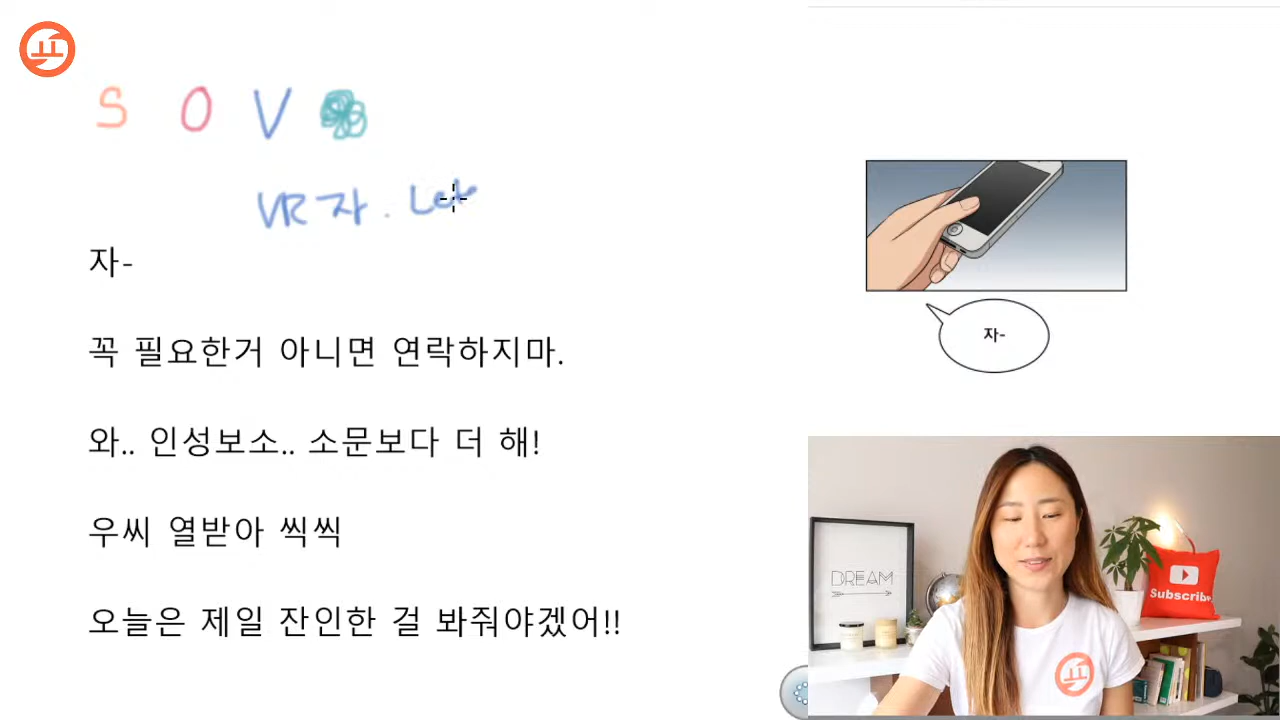 S O V
VR 자. Let
자-
꼭 필요한거 아니면 연락하지마.
와.. 인성보소.. 소문보다 더 해!
우씨 열받아 씩씩
오늘은 제일 잔인한 걸 봐줘야겠어!!
자-
DREAM
Subscribe